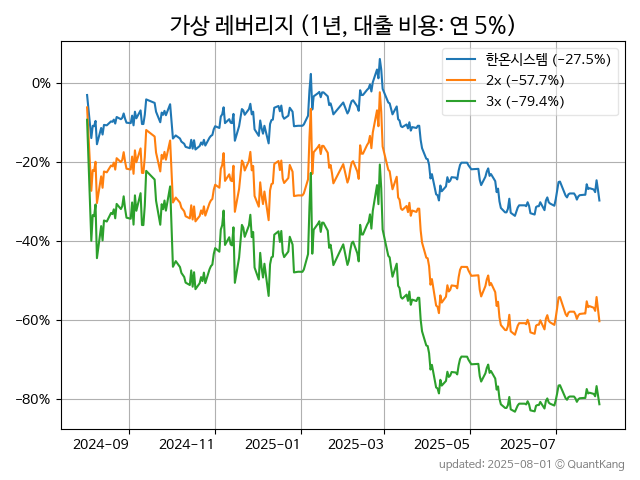 가상 레버리지 (1년, 대출 비용: 연 5%)
한온시스템 (−27.5%)
2x (−57.7%)
3x (−79.4%)
0%
−20%
−40%
−60%
−80%
2024-09 2024-11 2025-01 2025-03 2025-05 2025-07
updated: 2025-08-01 © QuantKang